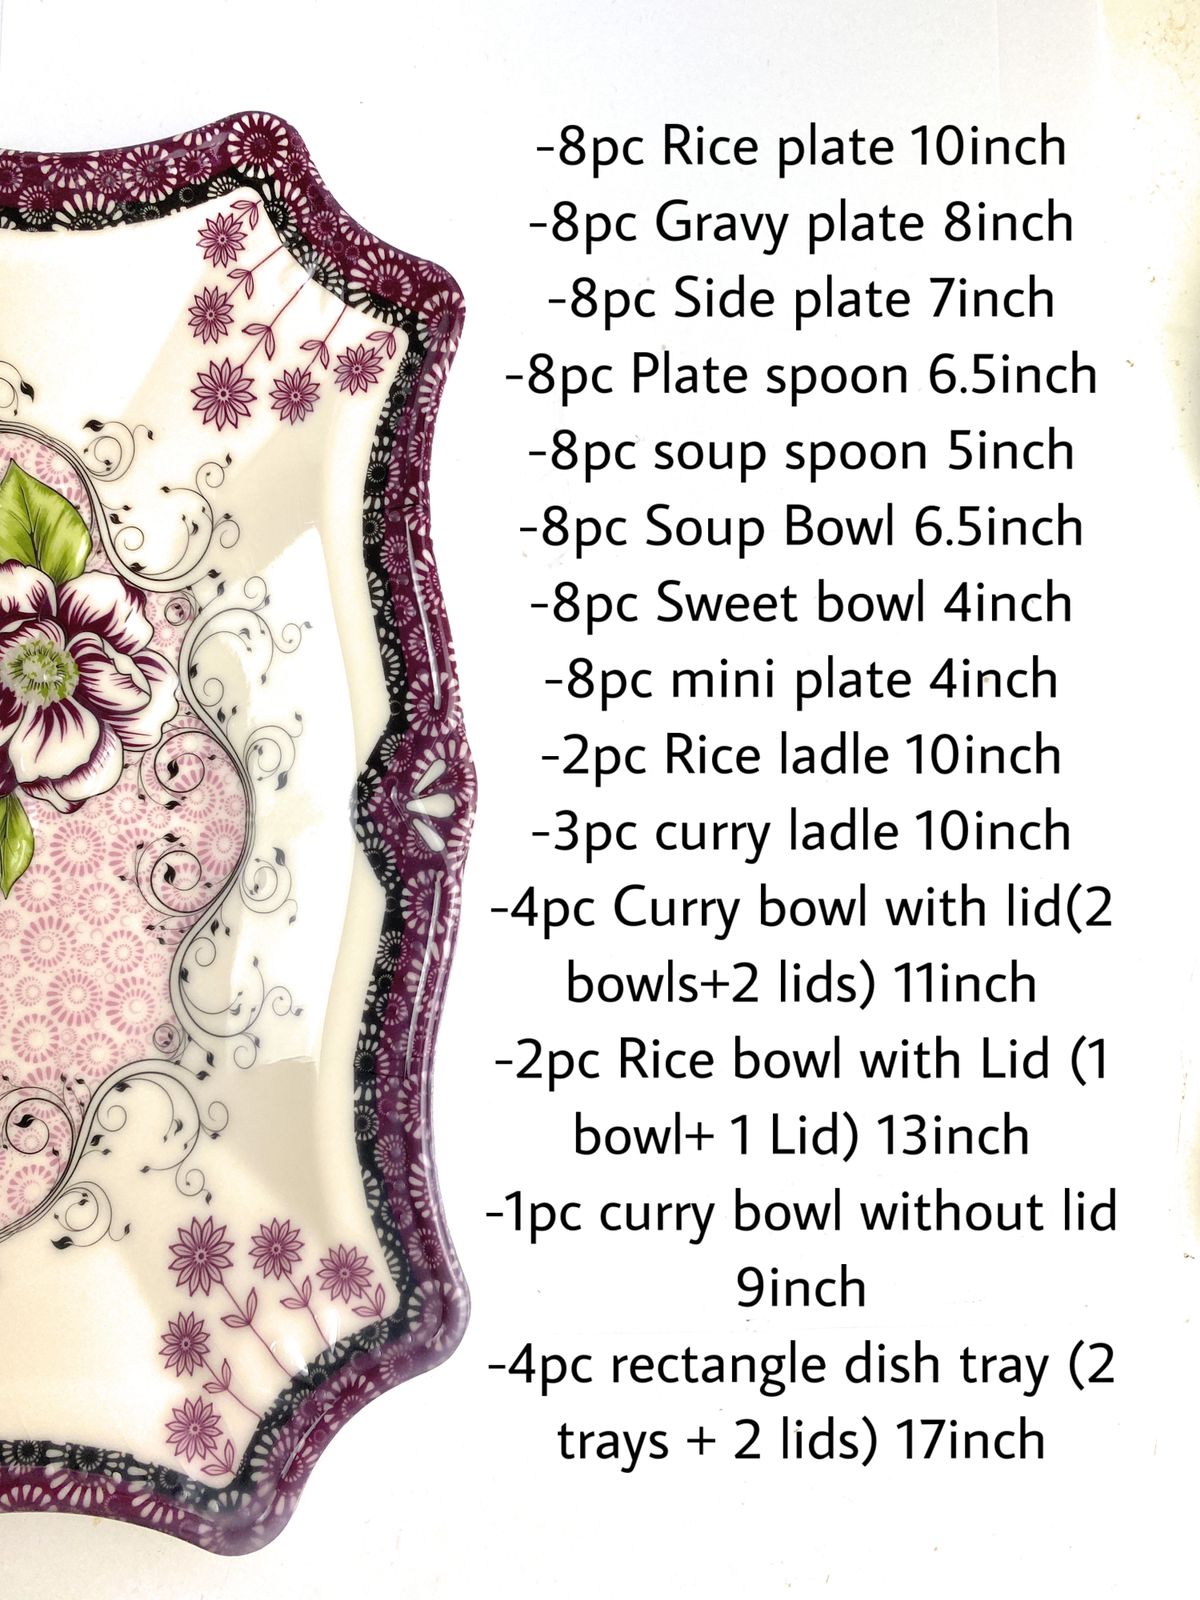 -8pc Rice plate 10inch
-8pc Gravy plate 8inch
-8pc Side plate 7inch
-8pc Plate spoon 6.5inch
-8pc soup spoon 5inch
-8pc Soup Bowl 6.5inch
-8pc Sweet bowl 4inch
-8pc mini plate 4inch
-2pc Rice ladle 10inch
-3pc curry ladle 10inch
-4pc Curry bowl with lid(2
bowls+2 lids) 11inch
-2pc Rice bowl with Lid (1
bowl+ 1 Lid) 13inch
-1pc curry bowl without lid
9inch
-4pc rectangle dish tray (2
trays + 2 lids) 17inch